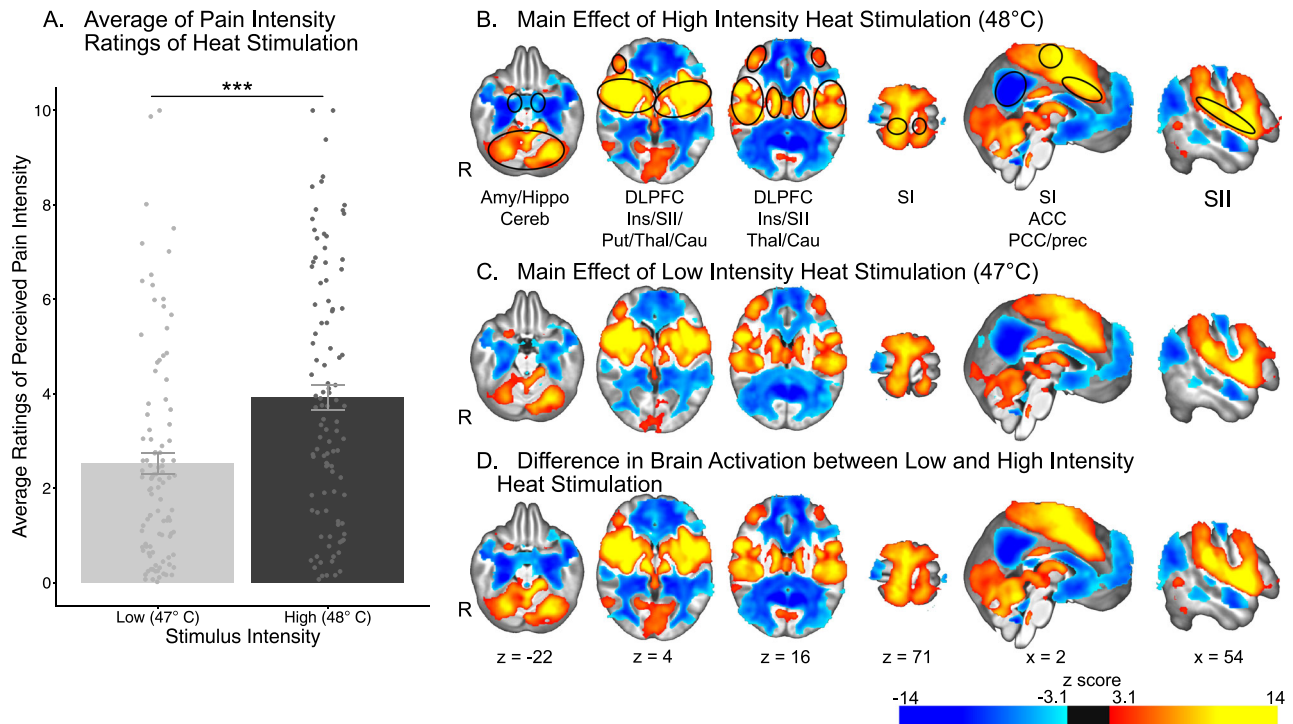 A. Average of Pain Intensity
Ratings of Heat Stimulation
***
10
8
6
4
2
0
Average Ratings of Perceived Pain Intensity
Low (47° C)
High (48° C)
Stimulus Intensity
B. Main Effect of High Intensity Heat Stimulation (48°C)
R
Amy/Hippo
Cereb
DLPFC
Ins/SII/
Put/Thal/Cau
DLPFC
Ins/SII
Thal/Cau
SI
SI
ACC
PCC/prec
SII
C. Main Effect of Low Intensity Heat Stimulation (47°C)
R
D. Difference in Brain Activation between Low and High Intensity
Heat Stimulation
R
z = -22
z = 4
z = 16
z = 71
x = 2
x = 54
z score
-14
-3.1
3.1
14